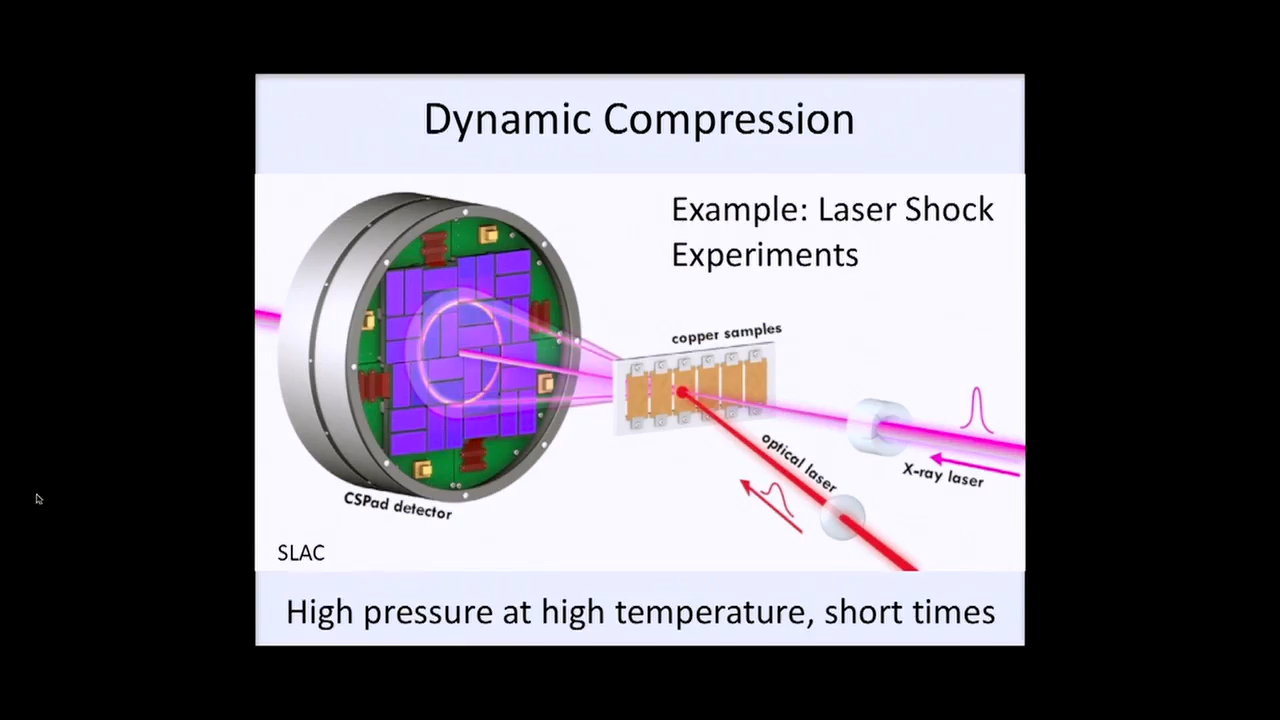 Dynamic Compression
Example: Laser Shock
Experiments
copper samples
optical laser
X-ray laser
CSPad detector
SLAC
High pressure at high temperature, short times